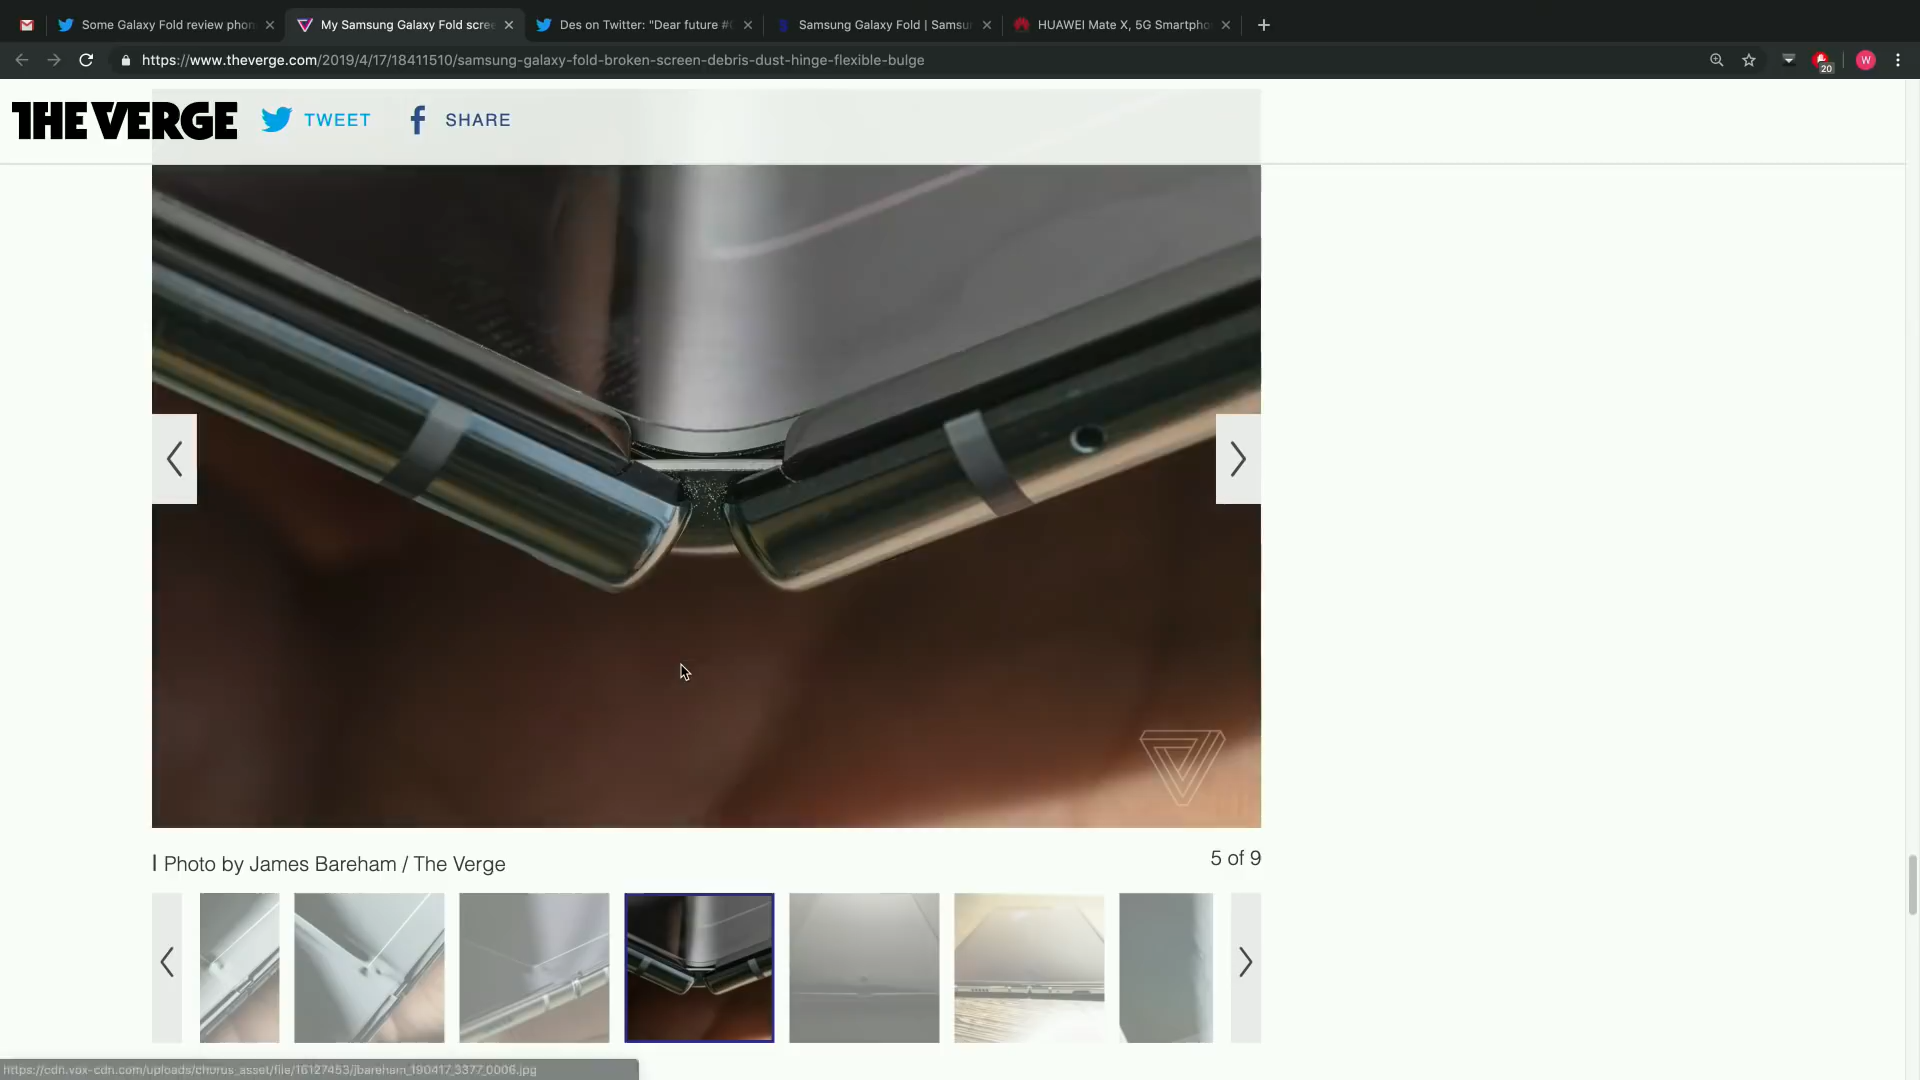 Some Galaxy Fold review phon
My Samsung Galaxy Fold scree
Des on Twitter: "Dear future #G
Samsung Galaxy Fold | Samsu
HUAWEI Mate X, 5G Smartpho
https://www.theverge.com/2019/4/17/18411510/samsung-galaxy-fold-broken-screen-debris-dust-hinge-flexible-bulge
20
W
THE VERGE
TWEET
SHARE
Photo by James Bareham / The Verge
5 of 9
https://cdn.vox-cdn.com/uploads/chorus_asset/file/16127453/jbareham_190417_3377_0006.jpg